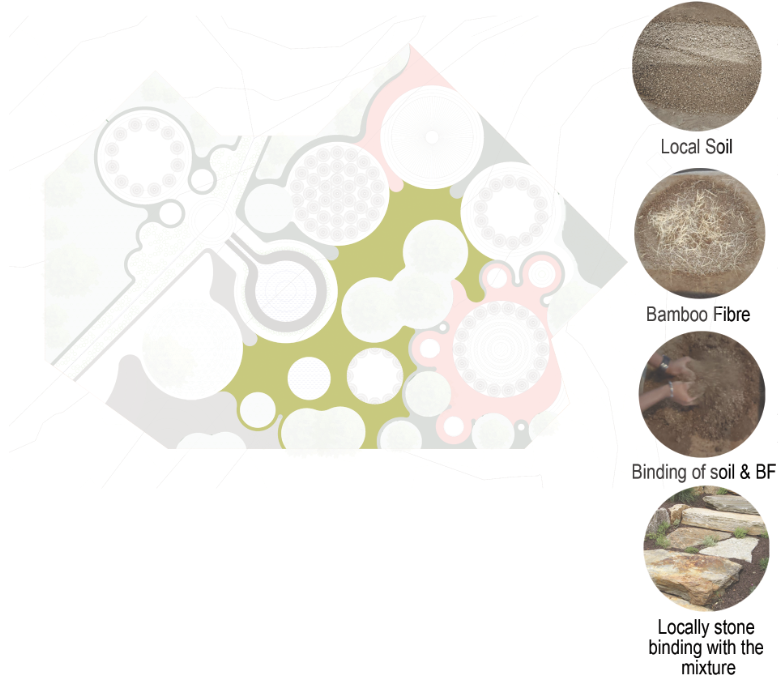 Local Soil
Bamboo Fibre
Binding of soil & BF
Locally stone
binding with the
mixture